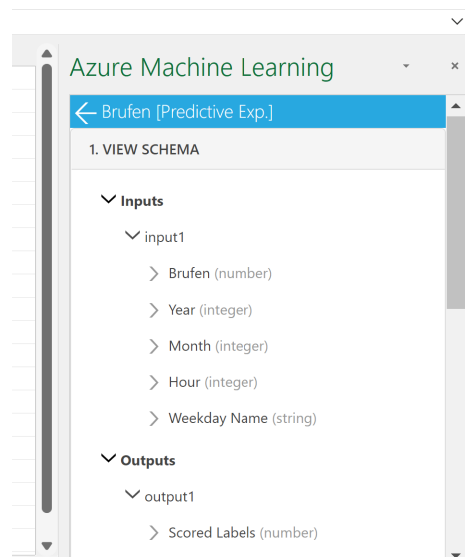 Azure Machine Learning
Brufen [Predictive Exp.]
1. VIEW SCHEMA
Inputs
input1
Brufen (number)
Year (integer)
Month (integer)
Hour (integer)
Weekday Name (string)
Outputs
output1
Scored Labels (number)